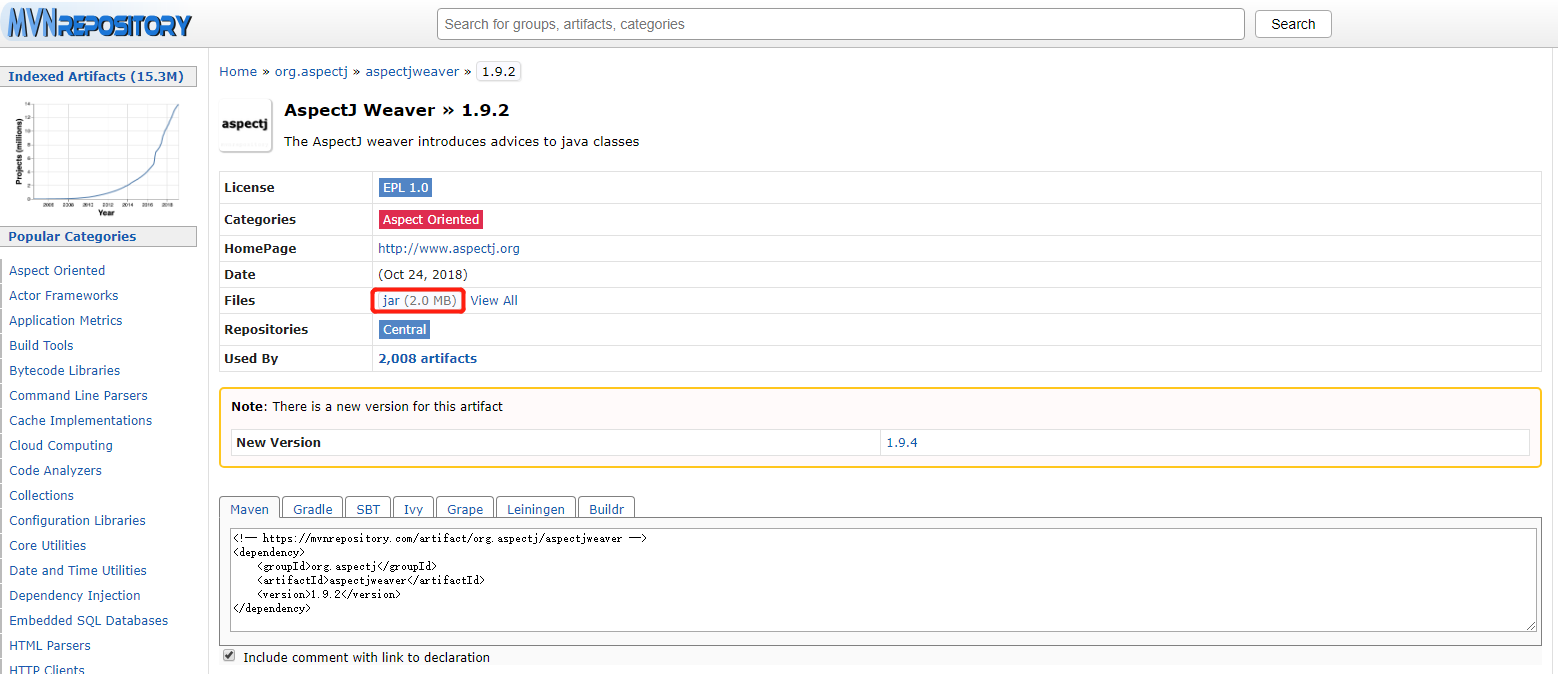 MVNREPOSITORY
Search for groups, artifacts, categories
Search
Indexed Artifacts (15.3M)
Projects (millions)
14
12
10
8
6
4
2
0
2006 2008 2010 2012 2014 2016 2018
Year
Popular Categories
Aspect Oriented
Actor Frameworks
Application Metrics
Build Tools
Bytecode Libraries
Command Line Parsers
Cache Implementations
Cloud Computing
Code Analyzers
Collections
Configuration Libraries
Core Utilities
Date and Time Utilities
Dependency Injection
Embedded SQL Databases
HTML Parsers
HTTP Clients
Home » org.aspectj » aspectjweaver » 1.9.2
aspectj
AspectJ Weaver » 1.9.2
The AspectJ weaver introduces advices to java classes
License EPL 1.0
Categories Aspect Oriented
HomePage http://www.aspectj.org
Date (Oct 24, 2018)
Files jar (2.0 MB) View All
Repositories Central
Used By 2,008 artifacts
Note: There is a new version for this artifact
New Version 1.9.4
Maven Gradle SBT Ivy Grape Leiningen Buildr
<!-- https://mvnrepository.com/artifact/org.aspectj/aspectjweaver -->
<dependency>
    <groupId>org.aspectj</groupId>
    <artifactId>aspectjweaver</artifactId>
    <version>1.9.2</version>
</dependency>
Include comment with link to declaration